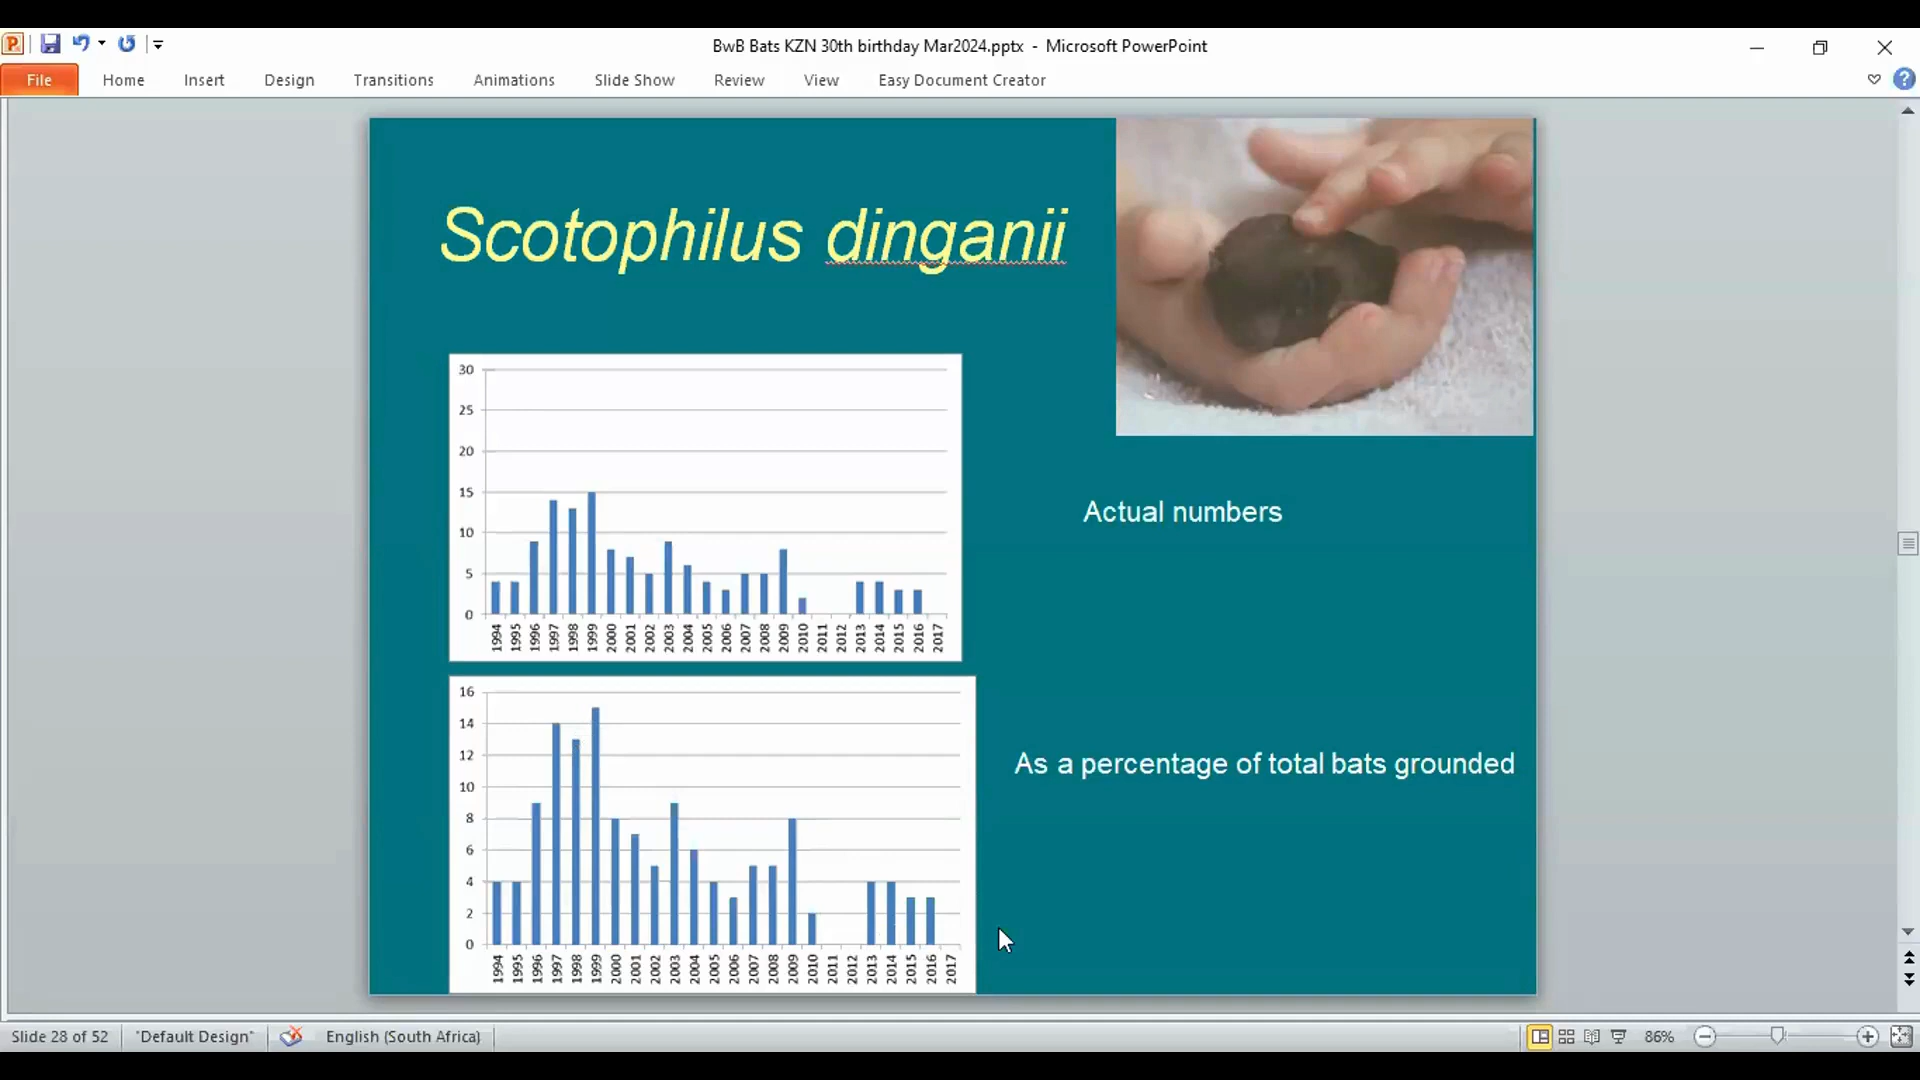 BwB Bats KZN 30th birthday Mar2024.pptx - Microsoft PowerPoint
File Home Insert Design Transitions Animations Slide Show Review View Easy Document Creator
Scotophilus dinganii
30
25
20
15
10
5
0
1994 1995 1996 1997 1998 1999 2000 2001 2002 2003 2004 2005 2006 2007 2008 2009 2010 2011 2012 2013 2014 2015 2016 2017
Actual numbers
16
14
12
10
8
6
4
2
0
1994 1995 1996 1997 1998 1999 2000 2001 2002 2003 2004 2005 2006 2007 2008 2009 2010 2011 2012 2013 2014 2015 2016 2017
As a percentage of total bats grounded
Slide 28 of 52 "Default Design" English (South Africa) 86%